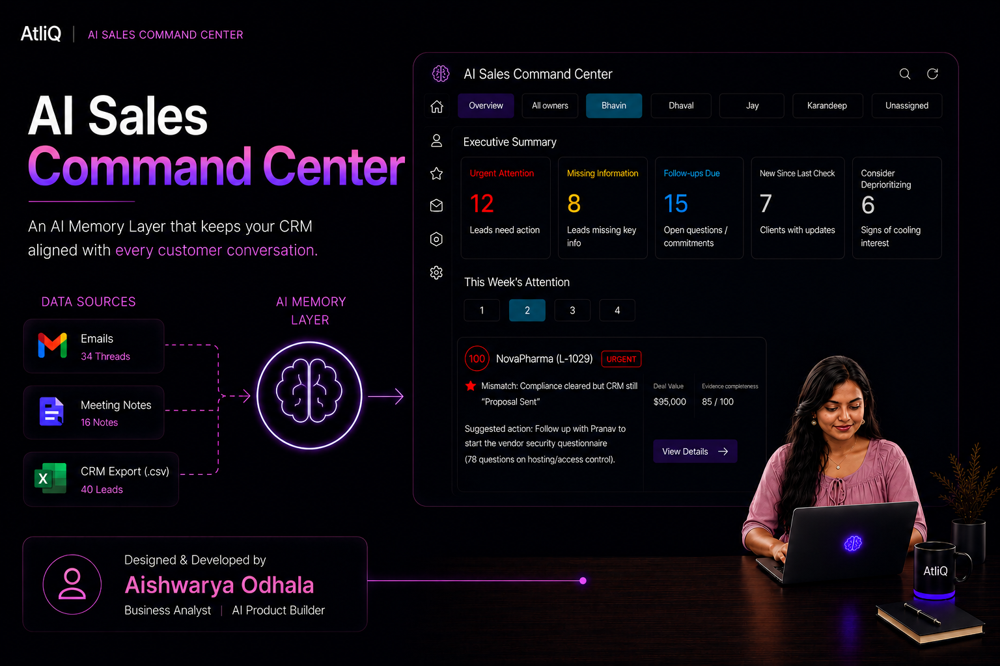 AtliQ | AI SALES COMMAND CENTER
AI Sales
Command Center
An AI Memory Layer that keeps your CRM
aligned with every customer conversation.
DATA SOURCES
Emails
34 Threads
Meeting Notes
16 Notes
X
CRM Export (.csv)
40 Leads
AI MEMORY
LAYER
Designed & Developed by
Aishwarya Odhala
Business Analyst | AI Product Builder
AI Sales Command Center
Overview
All owners
Bhavin
Dhaval
Jay
Karandeep
Unassigned
Executive Summary
Urgent Attention
12
Leads need action
Missing Information
8
Leads missing key
info
Follow-ups Due
15
Open questions /
commitments
New Since Last Check
7
Clients with updates
Consider
Deprioritizing
6
Signs of cooling
interest
This Week's Attention
1
2
3
4
100
NovaPharma (L-1029)
URGENT
Mismatch: Compliance cleared but CRM still
“Proposal Sent”
Suggested action: Follow up with Pranav to
start the vendor security questionnaire
(78 questions on hosting/access control).
Deal Value
$95,000
Evidence completeness
85 / 100
View Details
AtliQ